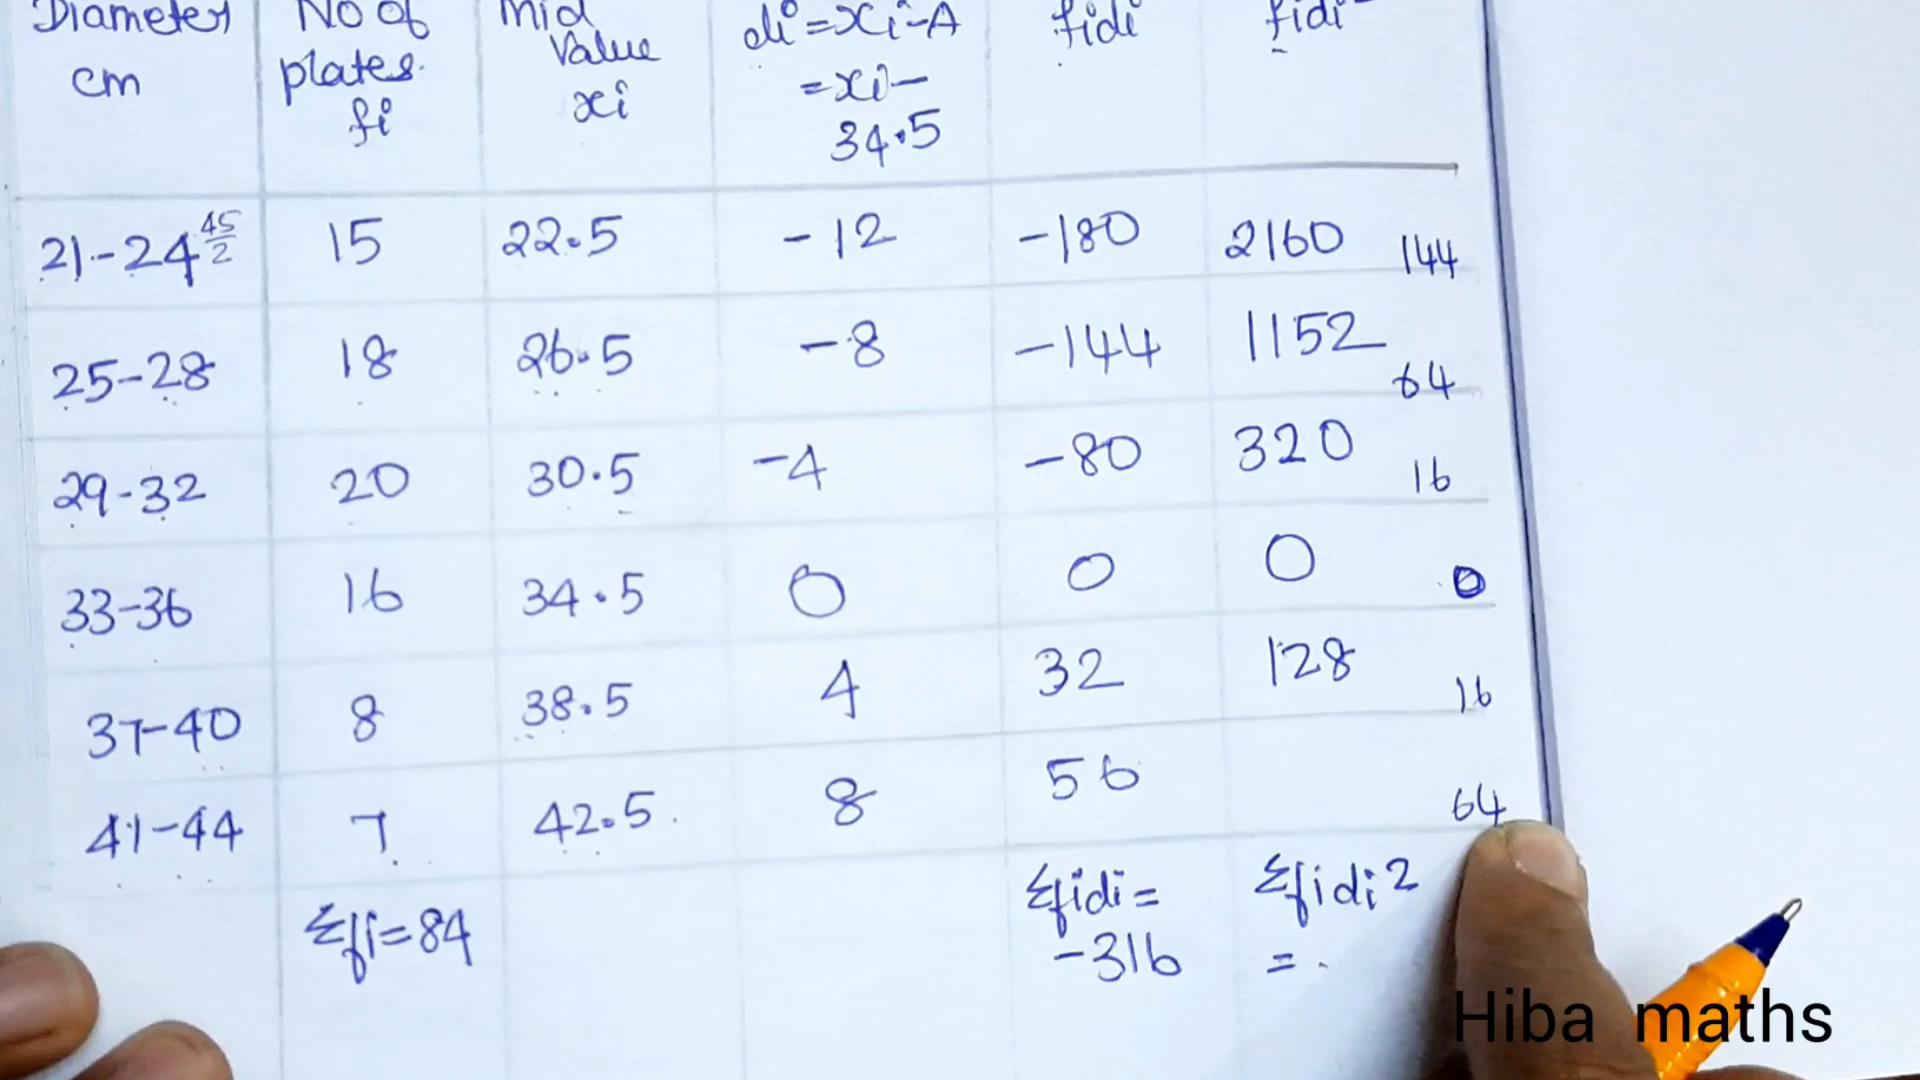 Diameter cm | No of plates. fi | Mid Value xi | di = xi - A = xi - 34.5 | fidi | fidi
21-24 45/2 | 15 | 22.5 | -12 | -180 | 2160 | 144
25-28 | 18 | 26.5 | -8 | -144 | 1152 | 64
29-32 | 20 | 30.5 | -4 | -80 | 320 | 16
33-36 | 16 | 34.5 | 0 | 0 | 0 | 0
37-40 | 8 | 38.5 | 4 | 32 | 128 | 16
41-44 | 7 | 42.5 | 8 | 56 | 64
Σfi=84 | Σfidi = -316 | Σfidi2 =
Hiba maths